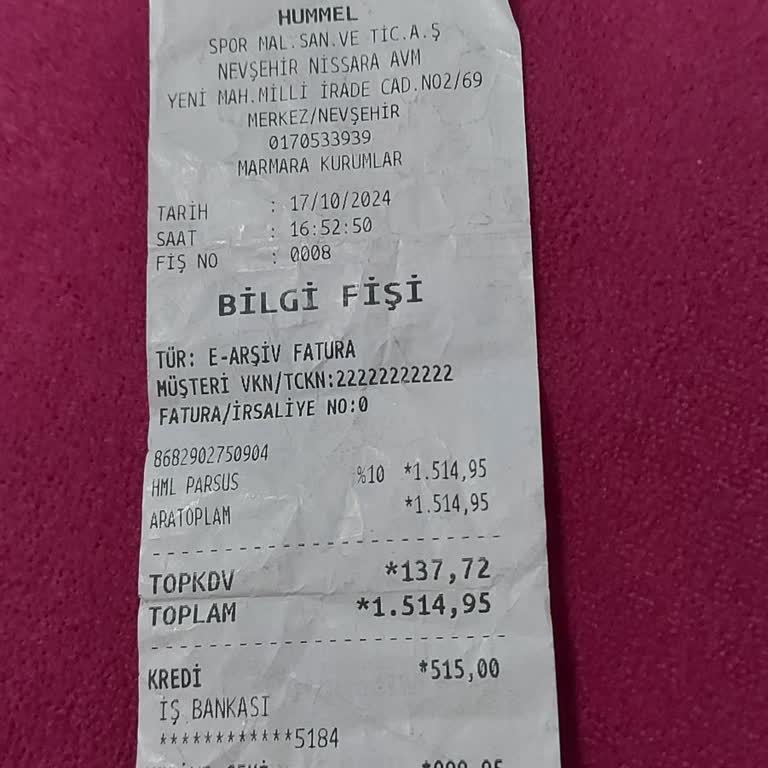 HUMMEL
SPOR MAL.SAN.VE TİC.A.Ş
NEVŞEHİR NİSSARA AVM
YENİ MAH.MİLLİ İRADE CAD.NO2/69
MERKEZ/NEVŞEHİR
0170533939
MARMARA KURUMLAR
TARİH : 17/10/2024
SAAT : 16:52:50
FİŞ NO : 0008
BİLGİ FİŞİ
TÜR: E-ARŞİV FATURA
MÜŞTERİ VKN/TCKN:22222222222
FATURA/İRSALİYE NO:0
8682902750904
HML PARSUS %10 *1.514,95
ARATOPLAM *1.514,95
TOPKDV *137,72
TOPLAM *1.514,95
KREDİ *515,00
İŞ BANKASI
************5184